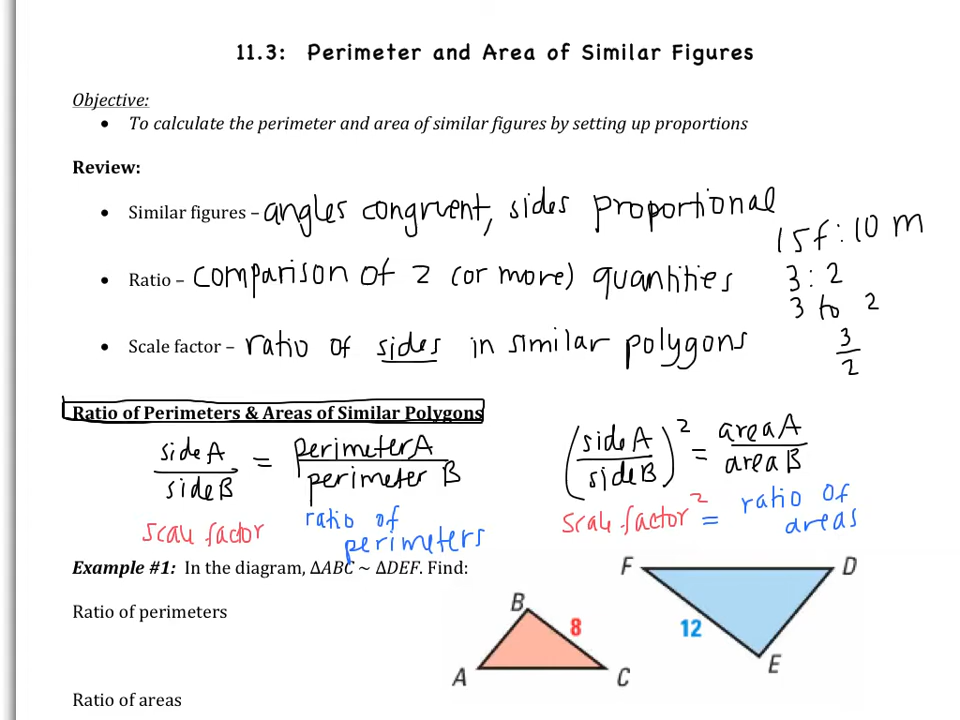 11.3: Perimeter and Area of Similar Figures
Objective:
• To calculate the perimeter and area of similar figures by setting up proportions
Review:
• Similar figures – angles congruent, sides proportional
15f : 10 m
• Ratio – comparison of 2 (or more) quantities
3 : 2
3 to 2
• Scale factor – ratio of sides in similar polygons
3/2
Ratio of Perimeters & Areas of Similar Polygons
side A / side B = perimeter A / perimeter B
(side A / side B)² = area A / area B
scale factor
ratio of perimeters
scale factor² = ratio of areas
Example #1: In the diagram, ΔABC ~ ΔDEF. Find:
Ratio of perimeters
F D
B 8
12
A C E
Ratio of areas